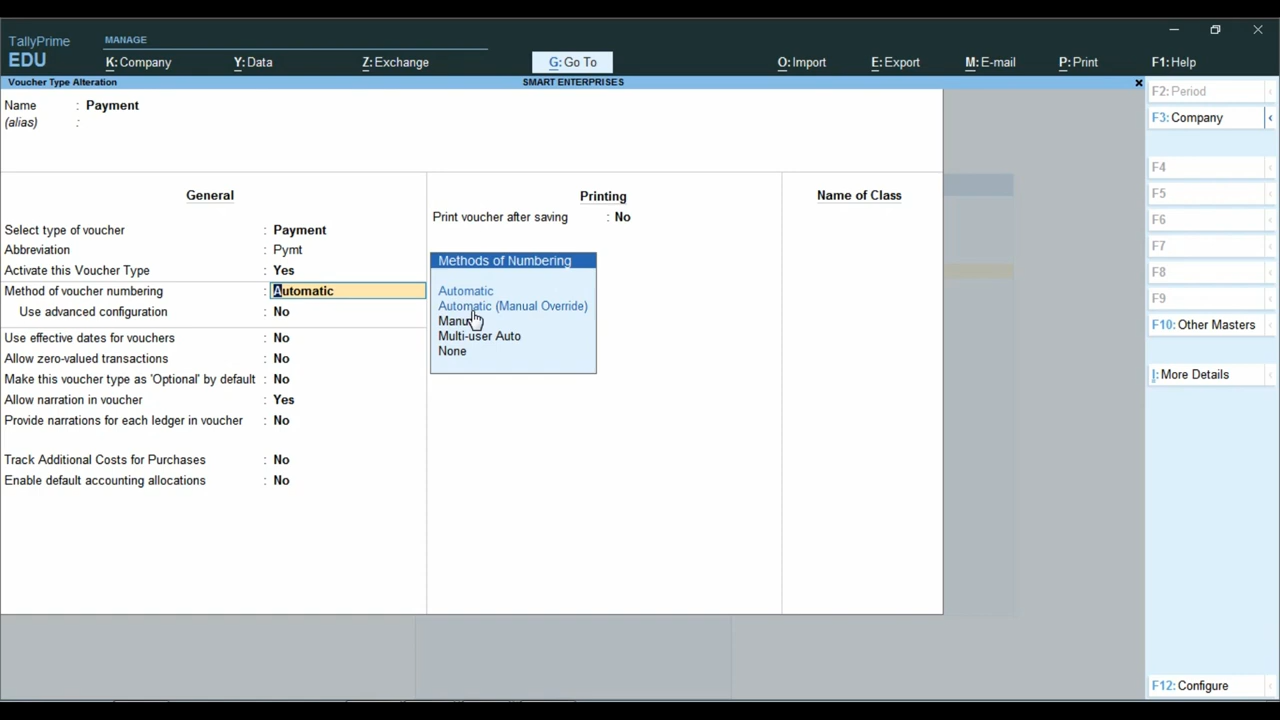 TallyPrime
EDU
MANAGE
K: Company
Y: Data
Z: Exchange
G: Go To
O: Import
E: Export
M: E-mail
P: Print
F1: Help
Voucher Type Alteration
SMART ENTERPRISES
Name : Payment
(alias) :
General
Select type of voucher : Payment
Abbreviation : Pymt
Activate this Voucher Type : Yes
Method of voucher numbering : Automatic
Use advanced configuration : No
Use effective dates for vouchers : No
Allow zero-valued transactions : No
Make this voucher type as 'Optional' by default : No
Allow narration in voucher : Yes
Provide narrations for each ledger in voucher : No
Track Additional Costs for Purchases : No
Enable default accounting allocations : No
Printing
Print voucher after saving : No
Methods of Numbering
Automatic
Automatic (Manual Override)
Multi-user Auto
None
Name of Class
F2: Period
F3: Company
F4
F5
F6
F7
F8
F9
F10: Other Masters
I: More Details
F12: Configure